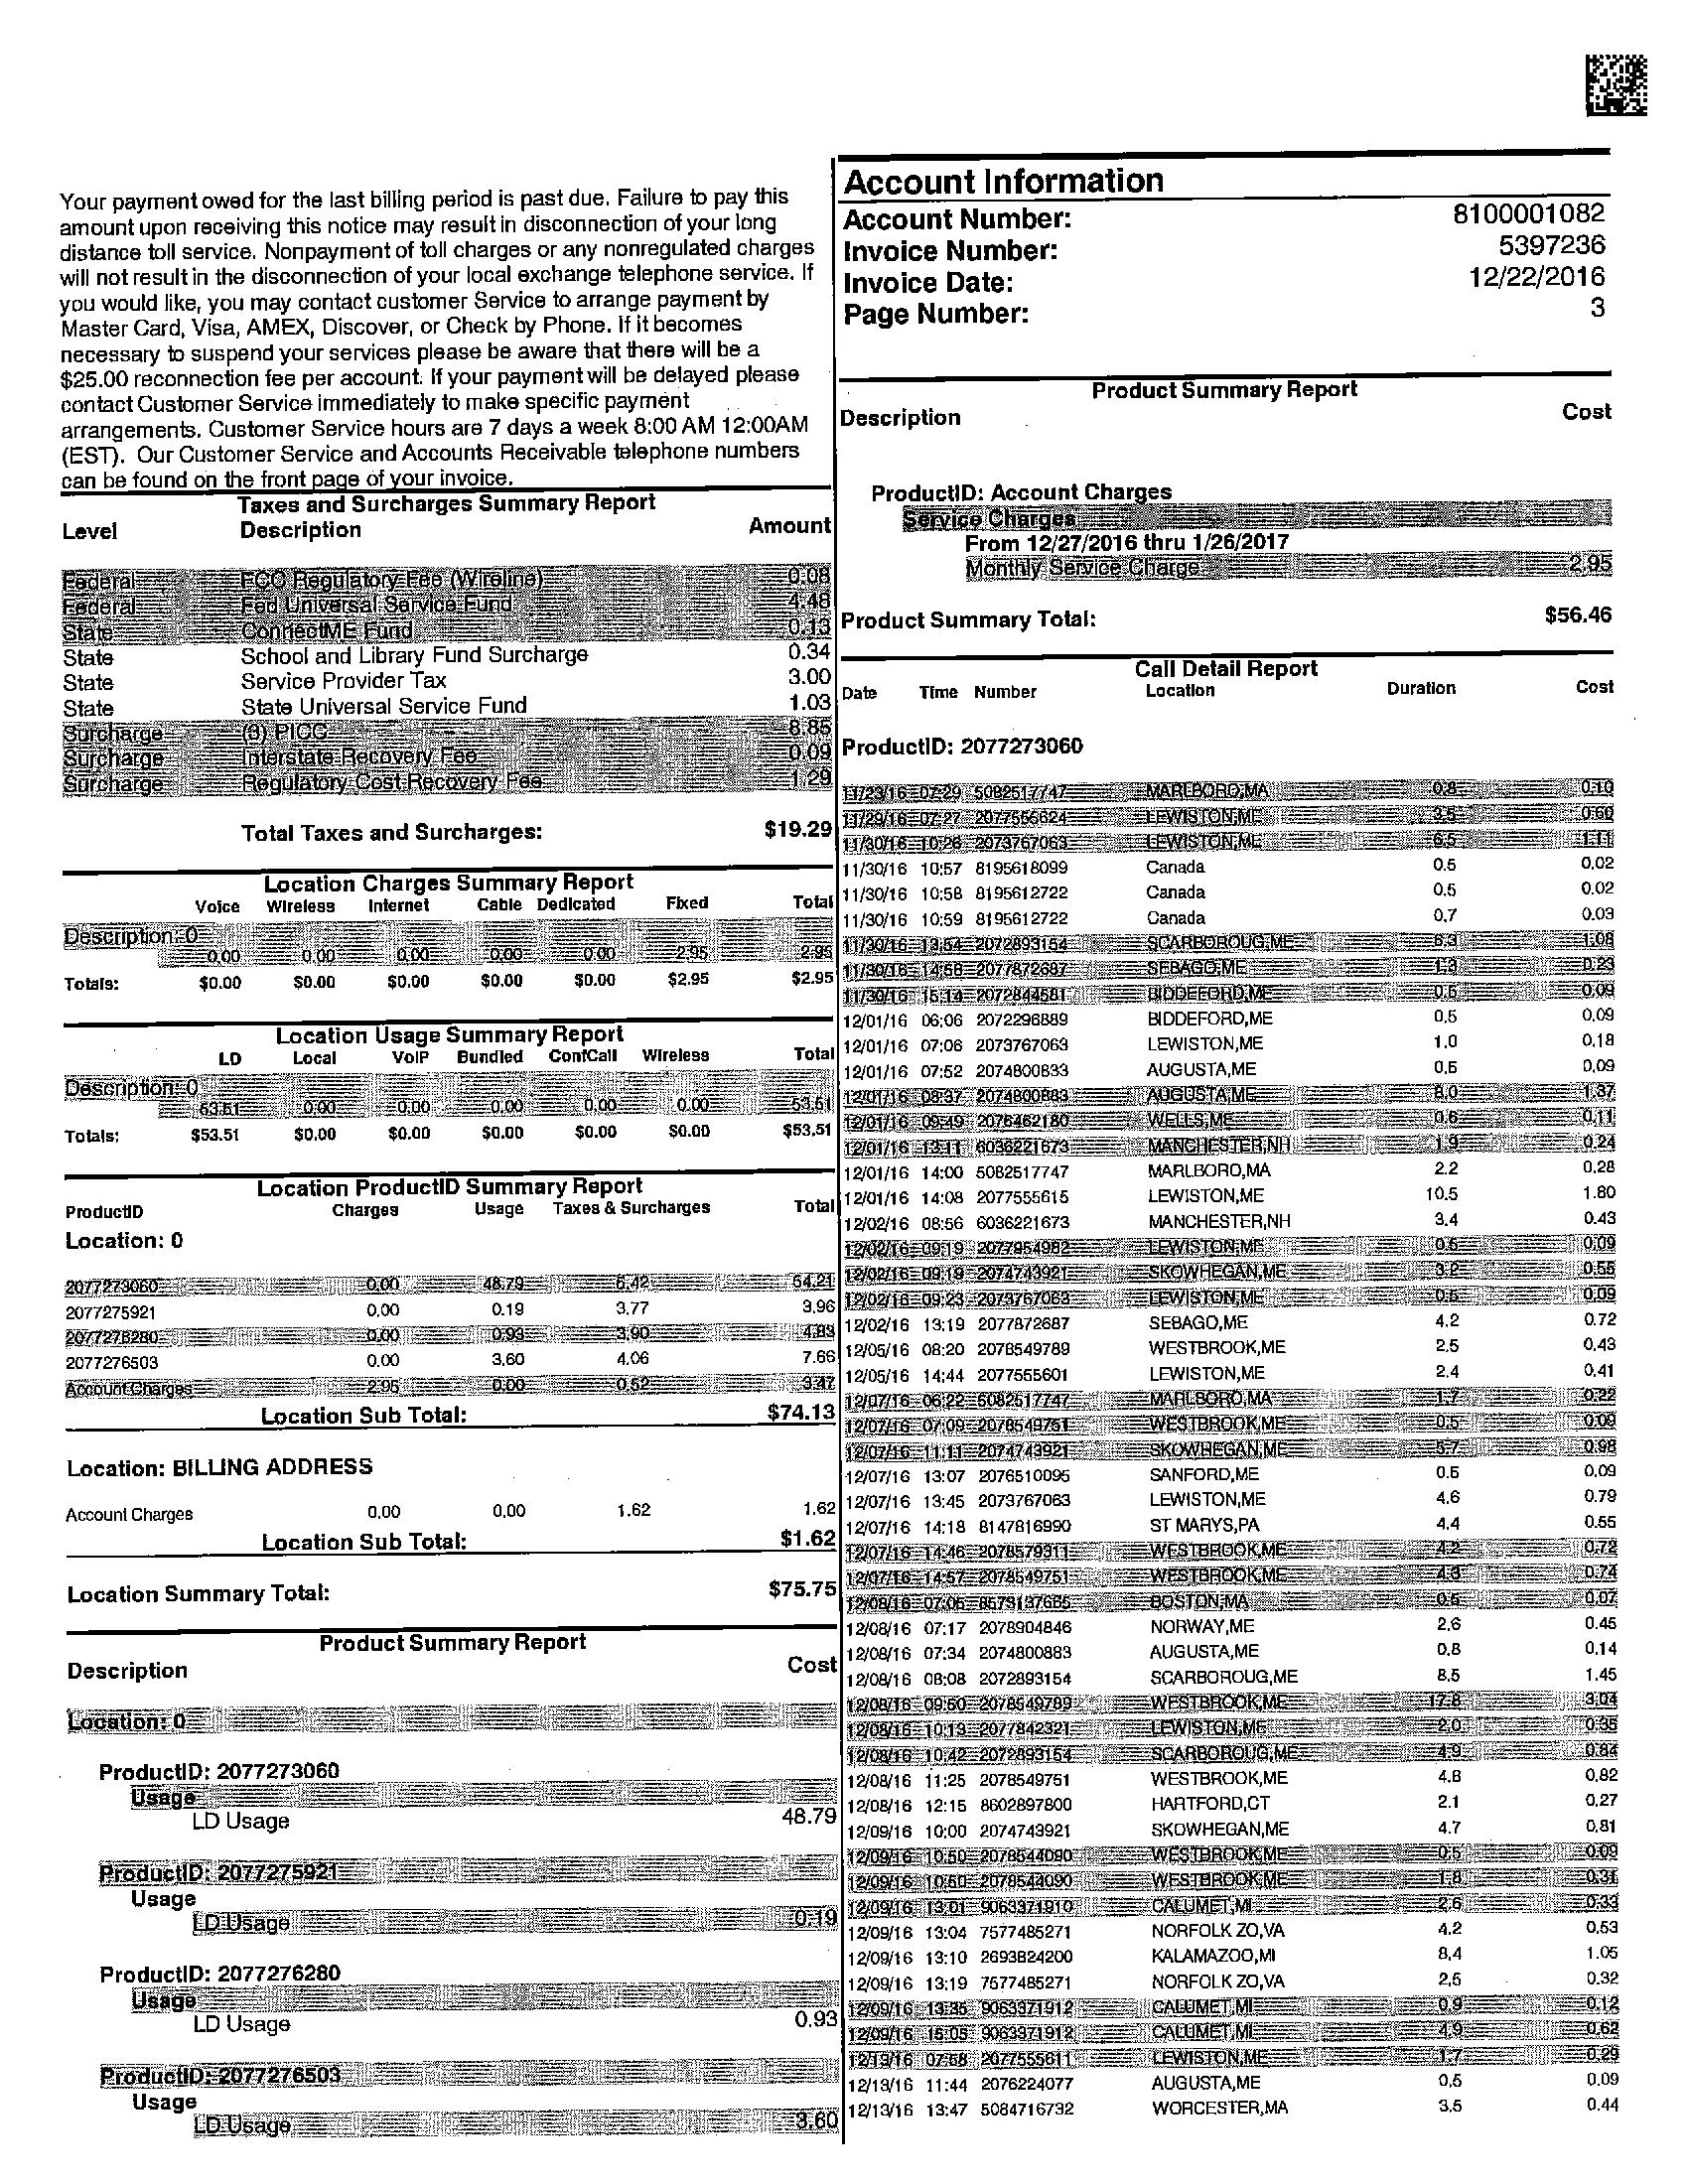 Your payment owed for the last billing period is past due. Failure to pay this
amount upon receiving this notice may result in disconnection of your long
distance toll service. Nonpayment of toll charges or any nonregulated charges
will not result in the disconnection of your local exchange telephone service. If
you would like, you may contact customer Service to arrange payment by
Master Card, Visa, AMEX, Discover, or Check by Phone. If it becomes
necessary to suspend your services please be aware that there will be a
$25.00 reconnection fee per account. If your payment will be delayed please
contact Customer Service immediately to make specific payment
arrangements. Customer Service hours are 7 days a week 8:00 AM 12:00AM
(EST). Our Customer Service and Accounts Receivable telephone numbers
can be found on the front page of your invoice.
Taxes and Surcharges Summary Report
Level Description Amount
Federal FCC Regulatory Fee (Wireline) 0.08
Federal Fed Universal Service Fund 4.48
State ConnectME Fund 0.13
State School and Library Fund Surcharge 0.34
State Service Provider Tax 3.00
State State Universal Service Fund 1.03
Surcharge (3) PICC 8.85
Surcharge Interstate Recovery Fee 0.09
Surcharge Regulatory Cost Recovery Fee 1.29
Total Taxes and Surcharges: $19.29
Location Charges Summary Report
Voice Wireless Internet Cable Dedicated Fixed Total
Description: 0
0.00 0.00 0.00 0.00 0.00 2.95 2.95
Totals: $0.00 $0.00 $0.00 $0.00 $0.00 $2.95 $2.95
Location Usage Summary Report
LD Local VoIP Bundled ConfCall Wireless Total
Description: 0
53.51 0.00 0.00 0.00 0.00 0.00 53.51
Totals: $53.51 $0.00 $0.00 $0.00 $0.00 $0.00 $53.51
Location ProductID Summary Report
ProductID Charges Usage Taxes & Surcharges Total
Location: 0
2077273060 0.00 48.79 5.42 54.21
2077275921 0.00 0.19 3.77 3.96
2077276280 0.00 0.93 3.90 4.83
2077276503 0.00 3.60 4.06 7.66
Account Charges 2.95 0.00 0.52 3.47
Location Sub Total: $74.13
Location: BILLING ADDRESS
Account Charges 0.00 0.00 1.62 1.62
Location Sub Total: $1.62
Location Summary Total: $75.75
Product Summary Report
Description Cost
Location: 0
ProductID: 2077273060
Usage
LD Usage 48.79
ProductID: 2077275921
Usage
LD Usage 0.19
ProductID: 2077276280
Usage
LD Usage 0.93
ProductID: 2077276503
Usage
LD Usage 3.60
Account Information
Account Number: 8100001082
Invoice Number: 5397236
Invoice Date: 12/22/2016
Page Number: 3
Product Summary Report
Description Cost
ProductID: Account Charges
Service Charges
From 12/27/2016 thru 1/26/2017
Monthly Service Charge 2.95
Product Summary Total: $56.46
Call Detail Report
Date Time Number Location Duration Cost
ProductID: 2077273060
11/23/16 07:29 5082517747 MARLBORO,MA 0.8 0.10
11/29/16 07:27 2077555624 LEWISTON,ME 3.5 0.60
11/30/16 10:26 2073767063 LEWISTON,ME 6.5 1.11
11/30/16 10:57 8195618099 Canada 0.5 0.02
11/30/16 10:58 8195612722 Canada 0.5 0.02
11/30/16 10:59 8195612722 Canada 0.7 0.03
11/30/16 13:54 2072893154 SCARBOROUG,ME 6.3 1.08
11/30/16 14:58 2077872687 SEBAGO,ME 1.3 0.23
11/30/16 15:14 2072844581 BIDDEFORD,ME 0.5 0.09
12/01/16 06:06 2072296889 BIDDEFORD,ME 0.5 0.09
12/01/16 07:06 2073767063 LEWISTON,ME 1.0 0.18
12/01/16 07:52 2074800833 AUGUSTA,ME 0.5 0.09
12/01/16 08:37 2074800883 AUGUSTA,ME 8.0 1.37
12/01/16 09:49 2076462180 WELLS,ME 0.6 0.11
12/01/16 13:11 6036221673 MANCHESTER,NH 1.9 0.24
12/01/16 14:00 5082517747 MARLBORO,MA 2.2 0.28
12/01/16 14:08 2077555615 LEWISTON,ME 10.5 1.80
12/02/16 08:56 6036221673 MANCHESTER,NH 3.4 0.43
12/02/16 09:19 2077954982 LEWISTON,ME 0.5 0.09
12/02/16 09:19 2074743921 SKOWHEGAN,ME 3.2 0.55
12/02/16 09:23 2073767063 LEWISTON,ME 0.5 0.09
12/02/16 13:19 2077872687 SEBAGO,ME 4.2 0.72
12/05/16 08:20 2078549789 WESTBROOK,ME 2.5 0.43
12/05/16 14:44 2077555601 LEWISTON,ME 2.4 0.41
12/07/16 06:22 5082517747 MARLBORO,MA 1.7 0.22
12/07/16 07:09 2078549751 WESTBROOK,ME 0.5 0.09
12/07/16 11:11 2074743921 SKOWHEGAN,ME 5.7 0.98
12/07/16 13:07 2076510095 SANFORD,ME 0.5 0.09
12/07/16 13:45 2073767063 LEWISTON,ME 4.6 0.79
12/07/16 14:18 8147816990 ST MARYS,PA 4.4 0.55
12/07/16 14:46 2078579311 WESTBROOK,ME 4.2 0.72
12/07/16 14:57 2078549751 WESTBROOK,ME 4.3 0.74
12/08/16 07:06 8573137665 BOSTON,MA 0.5 0.07
12/08/16 07:17 2078904846 NORWAY,ME 2.6 0.45
12/08/16 07:34 2074800883 AUGUSTA,ME 0.8 0.14
12/08/16 08:08 2072893154 SCARBOROUG,ME 8.5 1.45
12/08/16 09:50 2078549789 WESTBROOK,ME 17.8 3.04
12/08/16 10:13 2077842321 LEWISTON,ME 2.0 0.35
12/08/16 10:42 2072893154 SCARBOROUG,ME 4.9 0.84
12/08/16 11:25 2078549751 WESTBROOK,ME 4.8 0.82
12/08/16 12:15 8602897800 HARTFORD,CT 2.1 0.27
12/09/16 10:00 2074743921 SKOWHEGAN,ME 4.7 0.81
12/09/16 10:50 2078544090 WESTBROOK,ME 0.5 0.09
12/09/16 10:50 2078544090 WESTBROOK,ME 1.8 0.31
12/09/16 13:01 9063371910 CALUMET,MI 2.6 0.33
12/09/16 13:04 7577485271 NORFOLK ZO,VA 4.2 0.53
12/09/16 13:10 2693824200 KALAMAZOO,MI 8.4 1.05
12/09/16 13:19 7577485271 NORFOLK ZO,VA 2.5 0.32
12/09/16 13:35 9063371912 CALUMET,MI 0.9 0.12
12/09/16 15:05 9063371912 CALUMET,MI 4.9 0.62
12/13/16 07:58 2077555611 LEWISTON,ME 1.7 0.29
12/13/16 11:44 2076224077 AUGUSTA,ME 0.5 0.09
12/13/16 13:47 5084716732 WORCESTER,MA 3.5 0.44